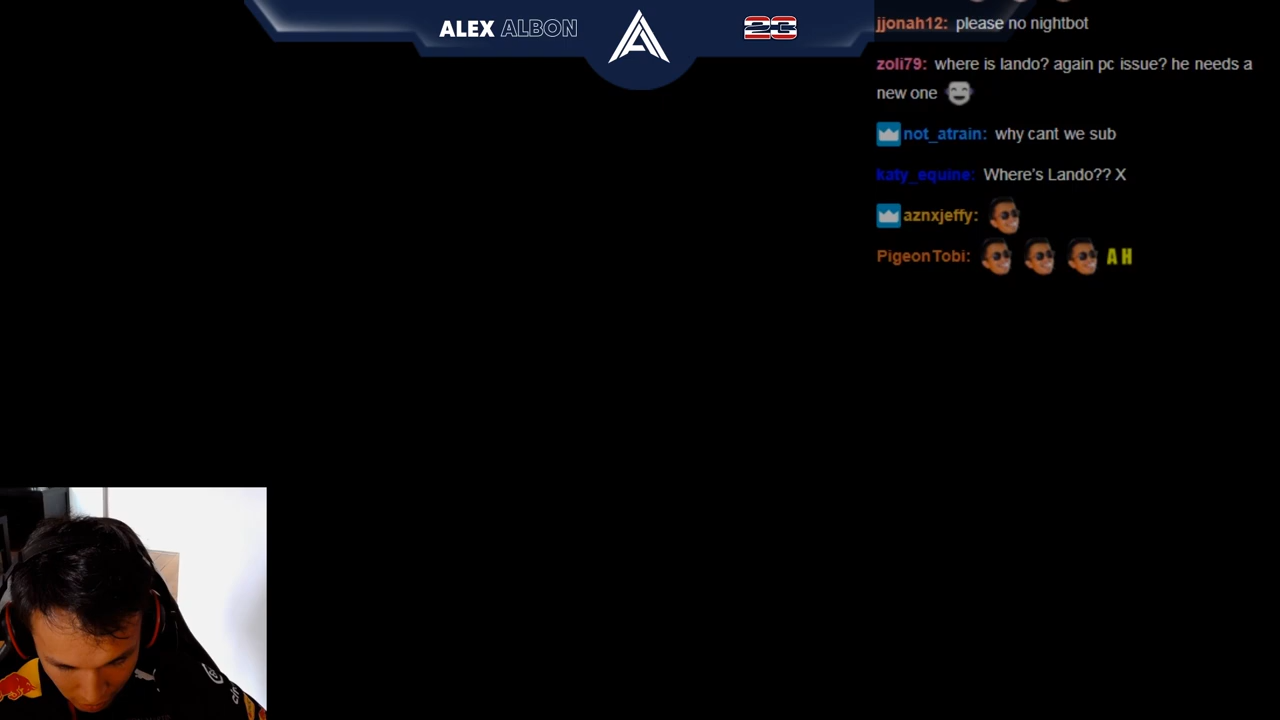 ALEX ALBON
23
jjonah12: please no nightbot
zoli79: where is lando? again pc issue? he needs a
new one
not_atrain: why cant we sub
katy_equine: Where's Lando?? X
aznxjeffy:
PigeonTobi: AH